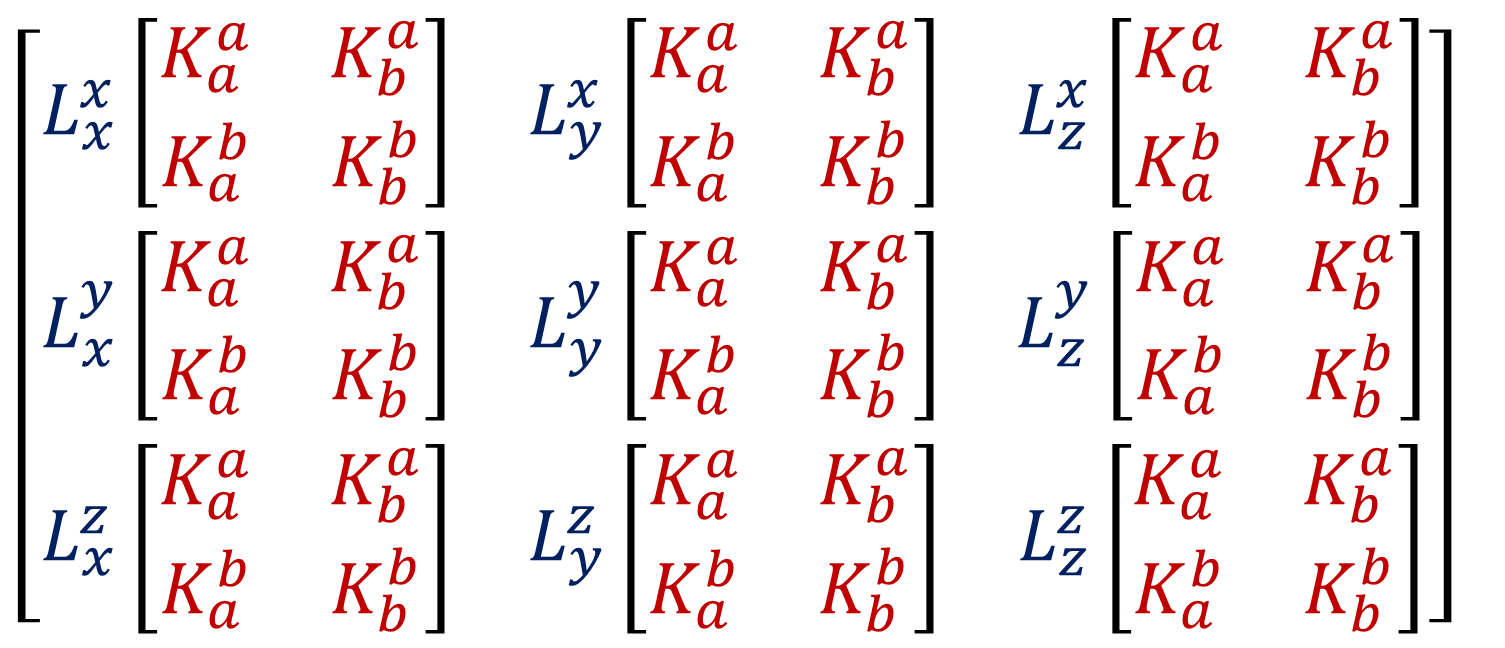 [ L^x_x [ K^a_a K^a_b ; K^b_a K^b_b ] L^x_y [ K^a_a K^a_b ; K^b_a K^b_b ] L^x_z [ K^a_a K^a_b ; K^b_a K^b_b ]
L^y_x [ K^a_a K^a_b ; K^b_a K^b_b ] L^y_y [ K^a_a K^a_b ; K^b_a K^b_b ] L^y_z [ K^a_a K^a_b ; K^b_a K^b_b ]
L^z_x [ K^a_a K^a_b ; K^b_a K^b_b ] L^z_y [ K^a_a K^a_b ; K^b_a K^b_b ] L^z_z [ K^a_a K^a_b ; K^b_a K^b_b ] ]